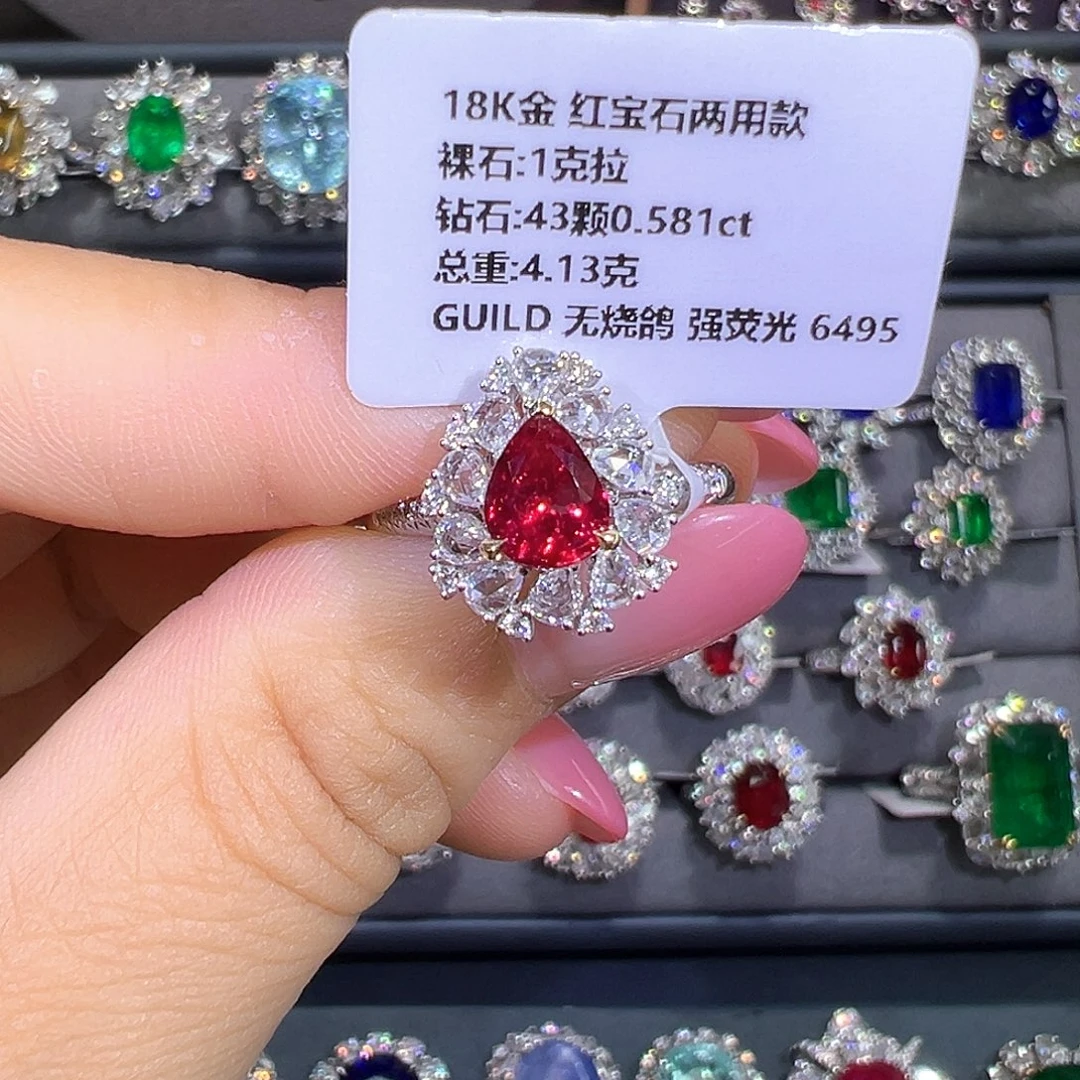 18K金 红宝石两用款
裸石:1克拉
钻石:43颗0.581ct
总重:4.13克
GUILD 无烧鸽 强荧光 6495